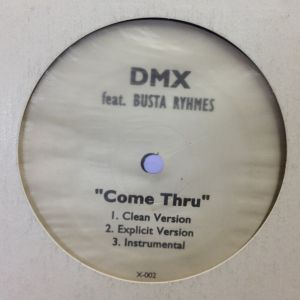 DMX
feat. BUSTA RYHMES
"Come Thru"
1. Clean Version
2. Explicit Version
3. Instrumental
X-002